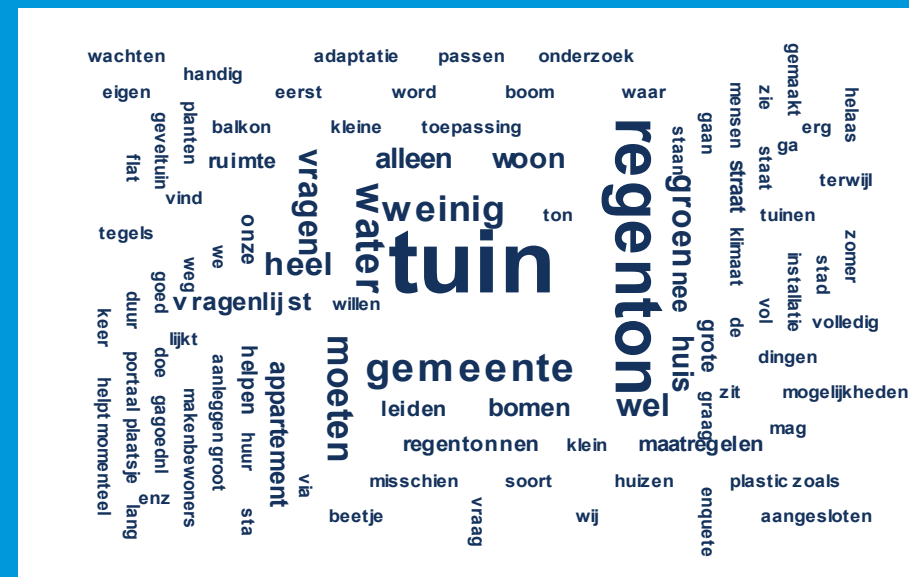 wachten adaptatie passen onderzoek
handig
eigen eerst word boom waar
balkon kleine toepassing
ruimte alleen woon
vind
weinig ton
tegels
heel tuin
vragenlijst willen
lijkt
gemeente
leiden bomen wel
regentonnen klein maatregelen
misschien soort huizen plastic zoals
enz
beetje wij aangesloten
erg
ga
terwijl
tuinen
volledig
dingen
zit mogelijkheden
mag
flat
geveltuin
planten
vragen
water
onze
we
weg
goed
duur
keer
helpt momenteel
portaal plaatsje
lang
doe
gagoednl
makenbewoners
aanleggen groot
helpen
huur
sta
appartement
via
moeten
vraag
regenton
staan
groen
nee
huis
gaan
grote
graag
enquete
mensen
straat
klimaat
de
zie
staat
vol
gemaakt
installatie
stad
helaas
zomer